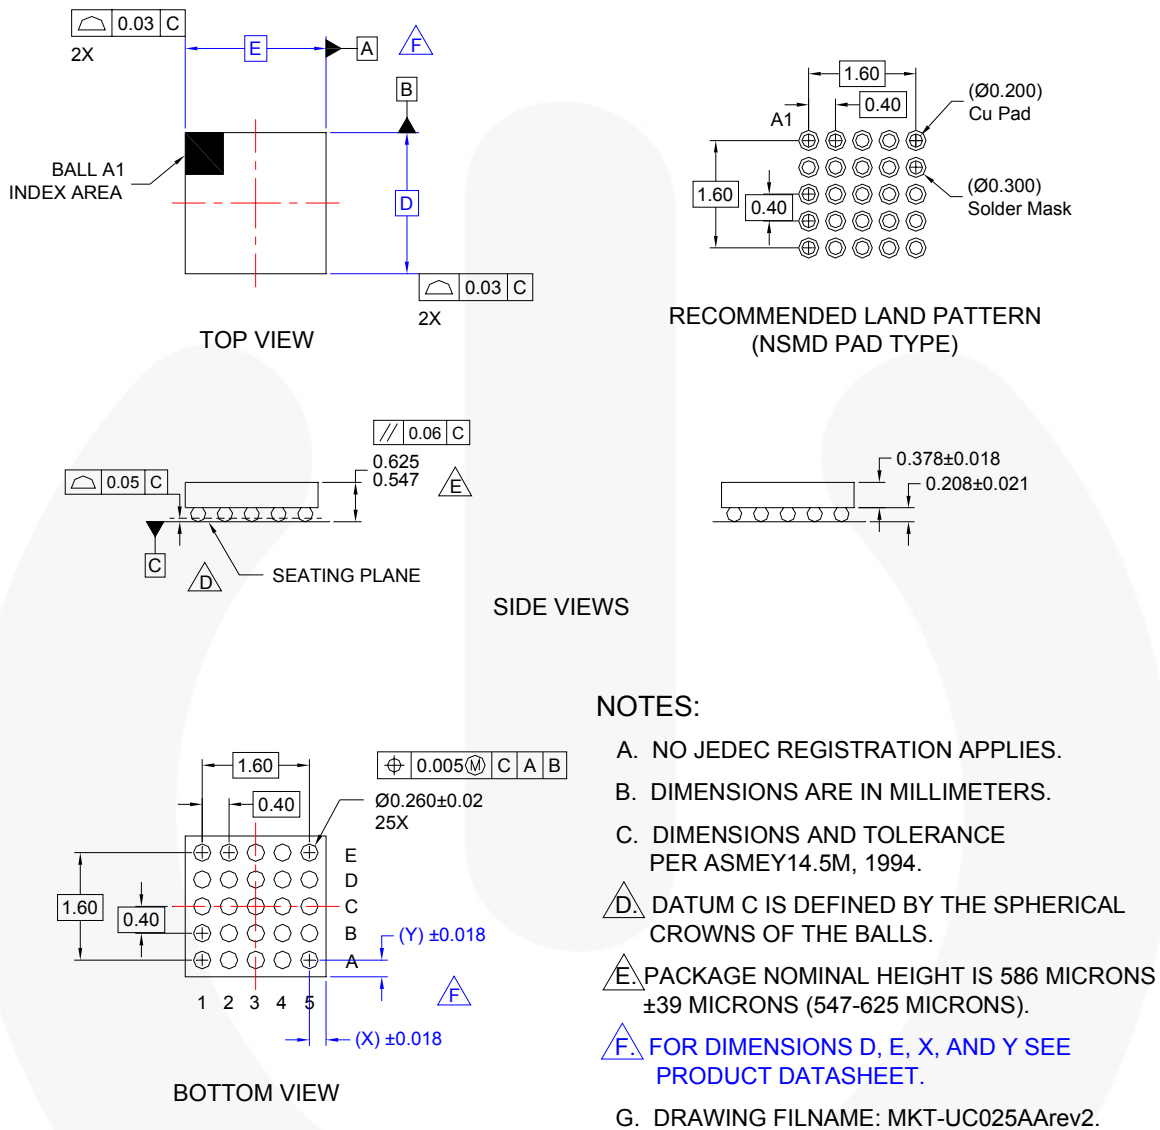 0.03 C
2X
E
A
F
B
BALL A1
INDEX AREA
D
0.03 C
2X
TOP VIEW
1.60
0.40
A1
(Ø0.200)
Cu Pad
1.60
0.40
(Ø0.300)
Solder Mask
RECOMMENDED LAND PATTERN
(NSMD PAD TYPE)
// 0.06 C
0.625
0.547
E
0.05 C
C
D
SEATING PLANE
0.378±0.018
0.208±0.021
SIDE VIEWS
1.60
0.40
0.005Ⓜ C A B
Ø0.260±0.02
25X
E
D
C
B
A
1.60
0.40
(Y) ±0.018
F
1 2 3 4 5
(X) ±0.018
BOTTOM VIEW
NOTES:
A. NO JEDEC REGISTRATION APPLIES.
B. DIMENSIONS ARE IN MILLIMETERS.
C. DIMENSIONS AND TOLERANCE
PER ASMEY14.5M, 1994.
D. DATUM C IS DEFINED BY THE SPHERICAL
CROWNS OF THE BALLS.
E. PACKAGE NOMINAL HEIGHT IS 586 MICRONS
±39 MICRONS (547-625 MICRONS).
F. FOR DIMENSIONS D, E, X, AND Y SEE
PRODUCT DATASHEET.
G. DRAWING FILNAME: MKT-UC025AArev2.